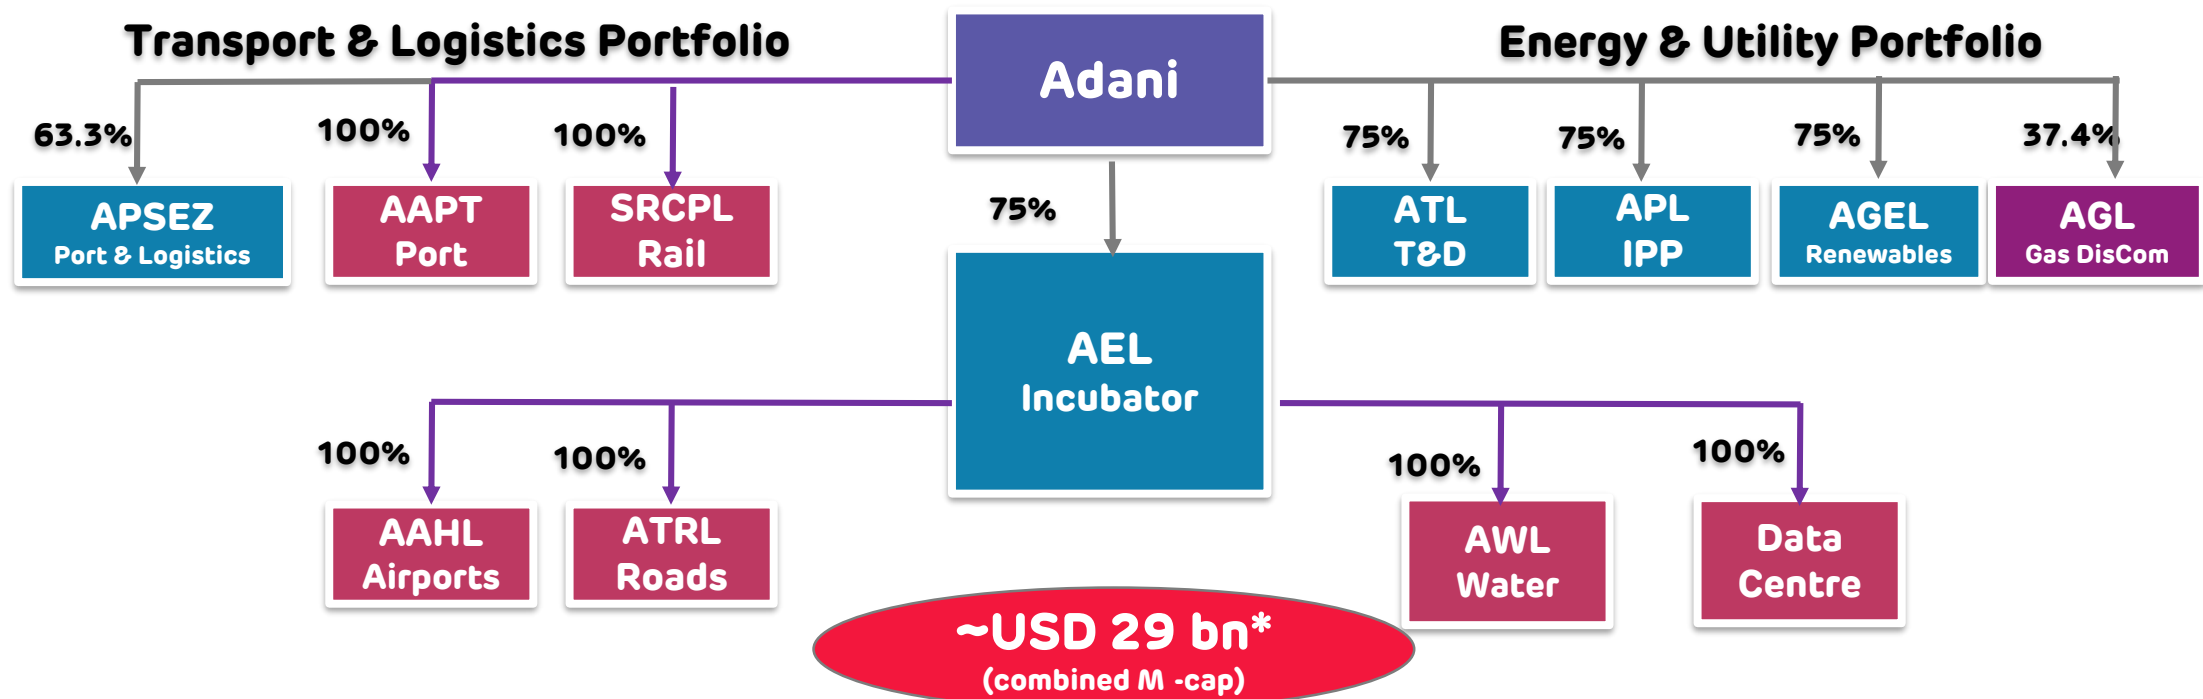 Transport & Logistics Portfolio
Adani
Energy & Utility Portfolio
63.3%
100%
100%
75%
75%
75%
75%
37.4%
APSEZ
Port & Logistics
AAPT
Port
SRCPL
Rail
ATL
T&D
APL
IPP
AGEL
Renewables
AGL
Gas DisCom
AEL
Incubator
100%
100%
100%
100%
AAHL
Airports
ATRL
Roads
AWL
Water
Data
Centre
~USD 29 bn*
(combined M -cap)